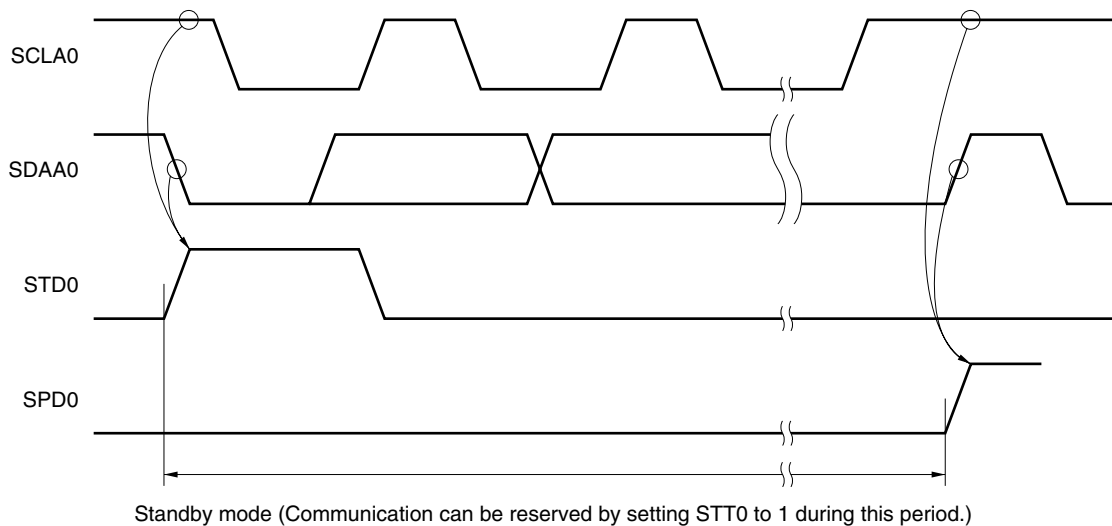 SCLA0
SDAA0
STD0
SPD0
Standby mode (Communication can be reserved by setting STT0 to 1 during this period.)